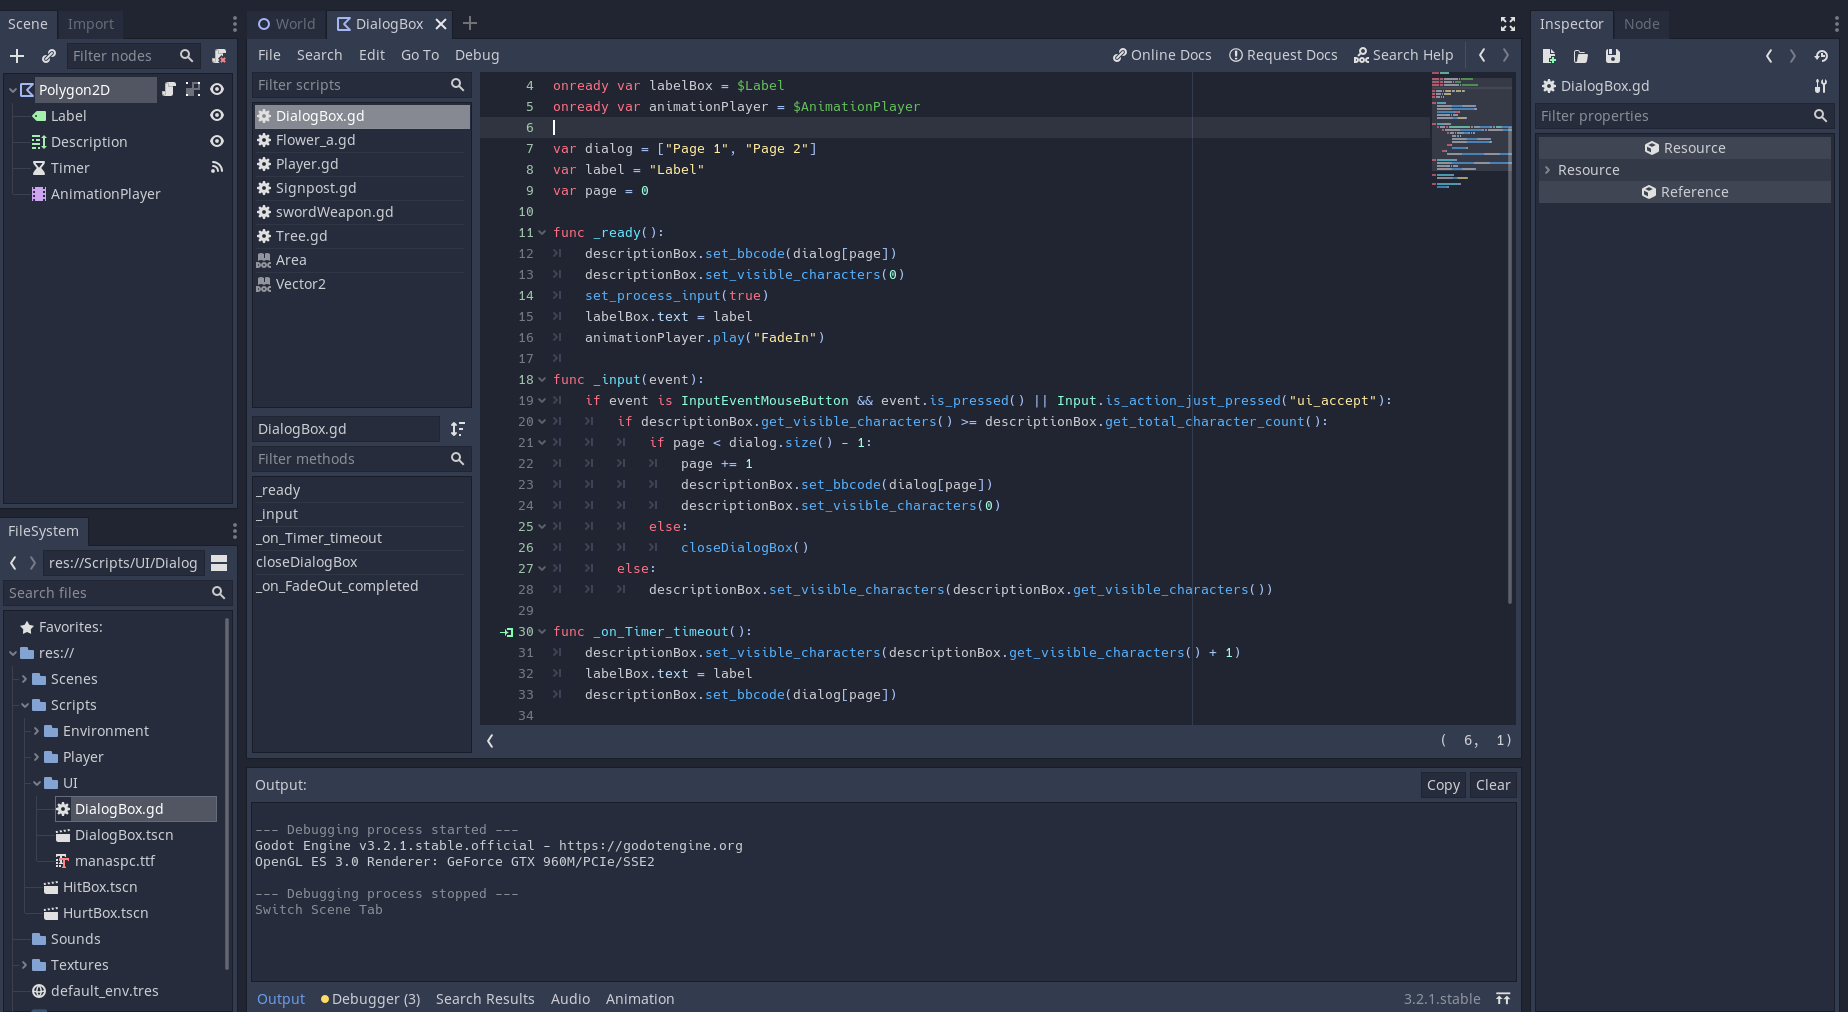 Scene Import
Filter nodes
Polygon2D
Label
Description
Timer
AnimationPlayer
FileSystem
res://Scripts/UI/Dialog
Search files
Favorites:
res://
Scenes
Scripts
Environment
Player
UI
DialogBox.gd
DialogBox.tscn
manaspc.ttf
HitBox.tscn
HurtBox.tscn
Sounds
Textures
default_env.tres
World DialogBox
File Search Edit Go To Debug
Online Docs Request Docs Search Help
Filter scripts
DialogBox.gd
Flower_a.gd
Player.gd
Signpost.gd
swordWeapon.gd
Tree.gd
Area
Vector2
DialogBox.gd
Filter methods
_ready
_input
_on_Timer_timeout
closeDialogBox
_on_FadeOut_completed
4 onready var labelBox = $Label
5 onready var animationPlayer = $AnimationPlayer
6
7 var dialog = ["Page 1", "Page 2"]
8 var label = "Label"
9 var page = 0
10
11 func _ready():
12 descriptionBox.set_bbcode(dialog[page])
13 descriptionBox.set_visible_characters(0)
14 set_process_input(true)
15 labelBox.text = label
16 animationPlayer.play("FadeIn")
17
18 func _input(event):
19 if event is InputEventMouseButton && event.is_pressed() || Input.is_action_just_pressed("ui_accept"):
20 if descriptionBox.get_visible_characters() >= descriptionBox.get_total_character_count():
21 if page < dialog.size() - 1:
22 page += 1
23 descriptionBox.set_bbcode(dialog[page])
24 descriptionBox.set_visible_characters(0)
25 else:
26 closeDialogBox()
27 else:
28 descriptionBox.set_visible_characters(descriptionBox.get_visible_characters())
29
30 func _on_Timer_timeout():
31 descriptionBox.set_visible_characters(descriptionBox.get_visible_characters() + 1)
32 labelBox.text = label
33 descriptionBox.set_bbcode(dialog[page])
34
( 6, 1)
Output:
Copy Clear
--- Debugging process started ---
Godot Engine v3.2.1.stable.official - https://godotengine.org
OpenGL ES 3.0 Renderer: GeForce GTX 960M/PCIe/SSE2
--- Debugging process stopped ---
Switch Scene Tab
Output Debugger (3) Search Results Audio Animation
3.2.1.stable
Inspector Node
DialogBox.gd
Filter properties
Resource
Resource
Reference